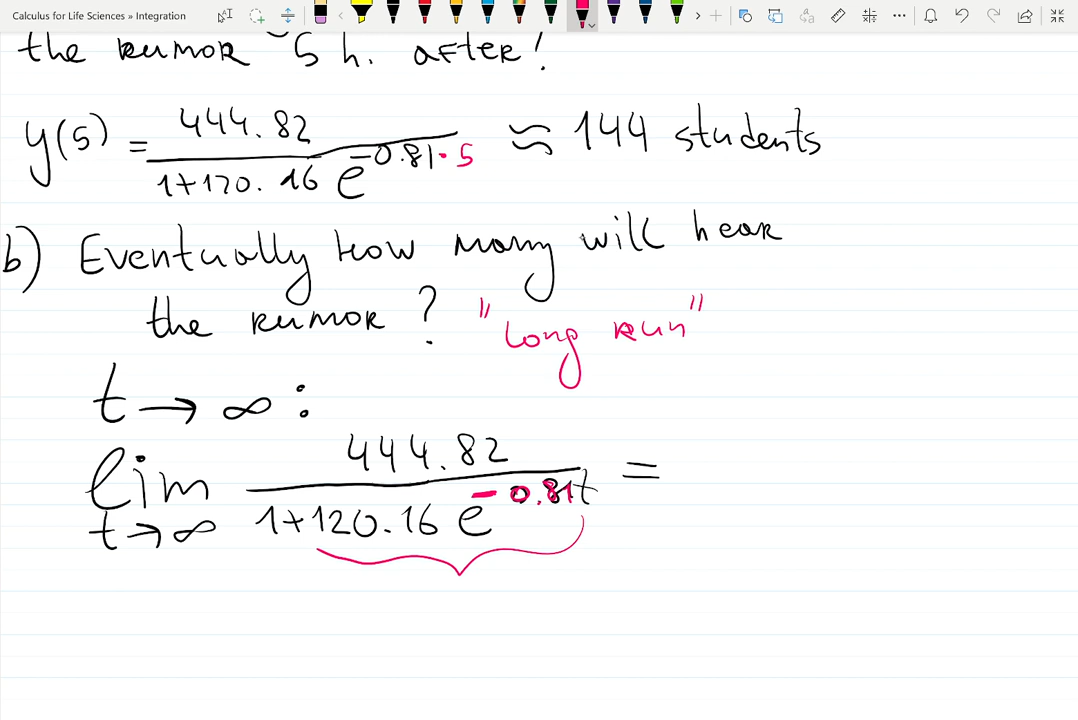 Calculus for Life Sciences » Integration
the rumor ~5 h. after!
y(5) = 444.82 / 1+120.16 e^-0.81·5 ≈ 144 students
b) Eventually How many will hear
the rumor ? "long run"
t → ∞ :
lim t→∞ 444.82 / 1+120.16 e^-0.81t =